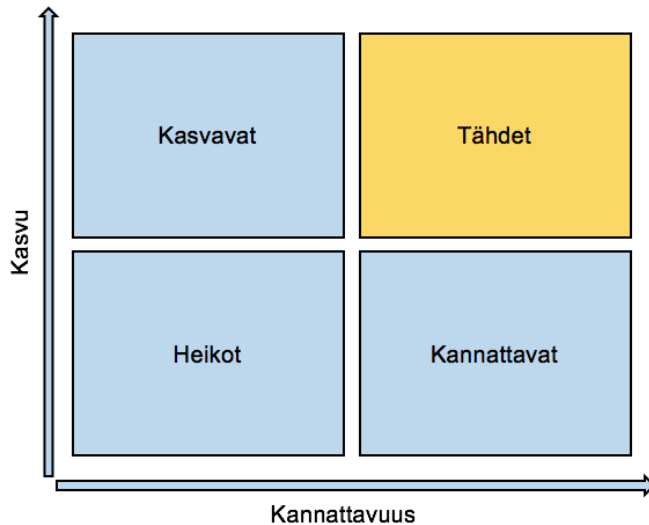 Kasvavat
Tähdet
Kasvu
Heikot
Kannattavat
Kannattavuus